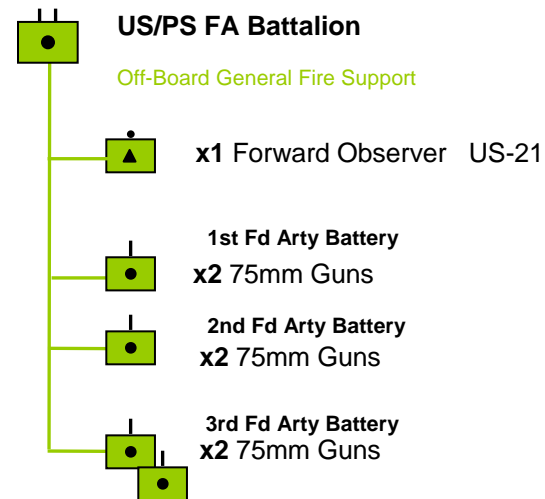 US/PS FA Battalion
Off-Board General Fire Support
x1 Forward Observer US-21
1st Fd Arty Battery
x2 75mm Guns
2nd Fd Arty Battery
x2 75mm Guns
3rd Fd Arty Battery
x2 75mm Guns